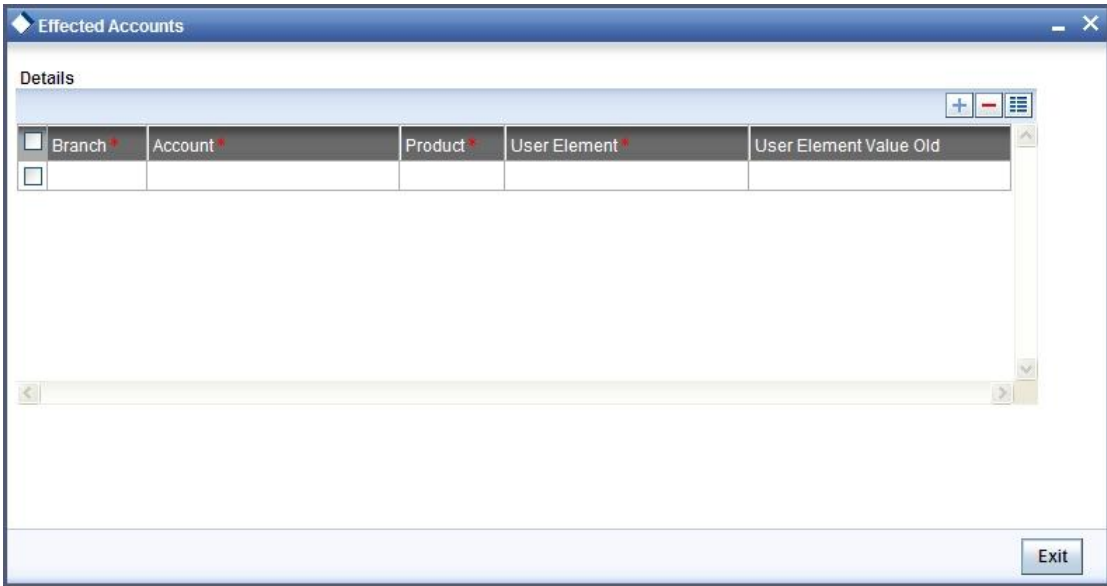 Effected Accounts
Details
Branch* Account* Product* User Element* User Element Value Old
Exit